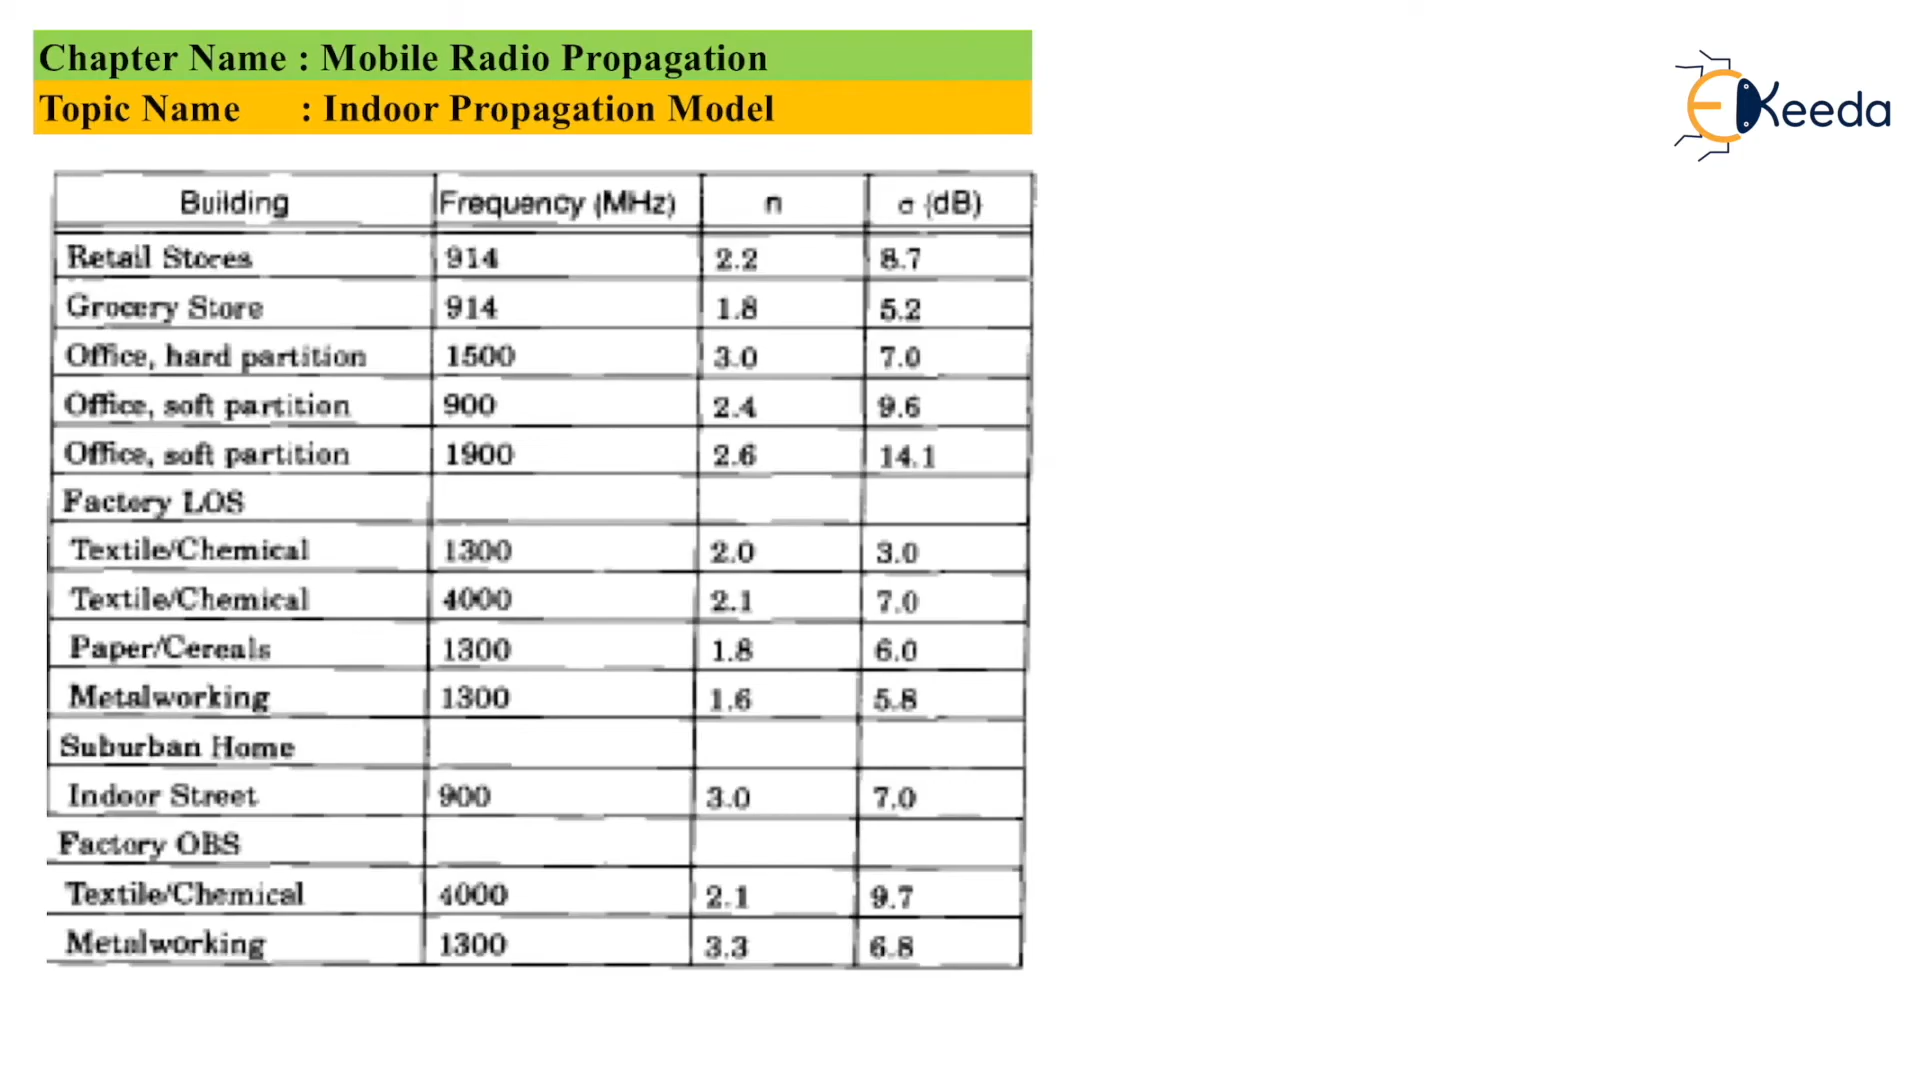 Chapter Name : Mobile Radio Propagation
Topic Name : Indoor Propagation Model
EKeeda
Building Frequency (MHz) n σ (dB)
Retail Stores 914 2.2 8.7
Grocery Store 914 1.8 5.2
Office, hard partition 1500 3.0 7.0
Office, soft partition 900 2.4 9.6
Office, soft partition 1900 2.6 14.1
Factory LOS
Textile/Chemical 1300 2.0 3.0
Textile/Chemical 4000 2.1 7.0
Paper/Cereals 1300 1.8 6.0
Metalworking 1300 1.6 5.8
Suburban Home
Indoor Street 900 3.0 7.0
Factory OBS
Textile/Chemical 4000 2.1 9.7
Metalworking 1300 3.3 6.8